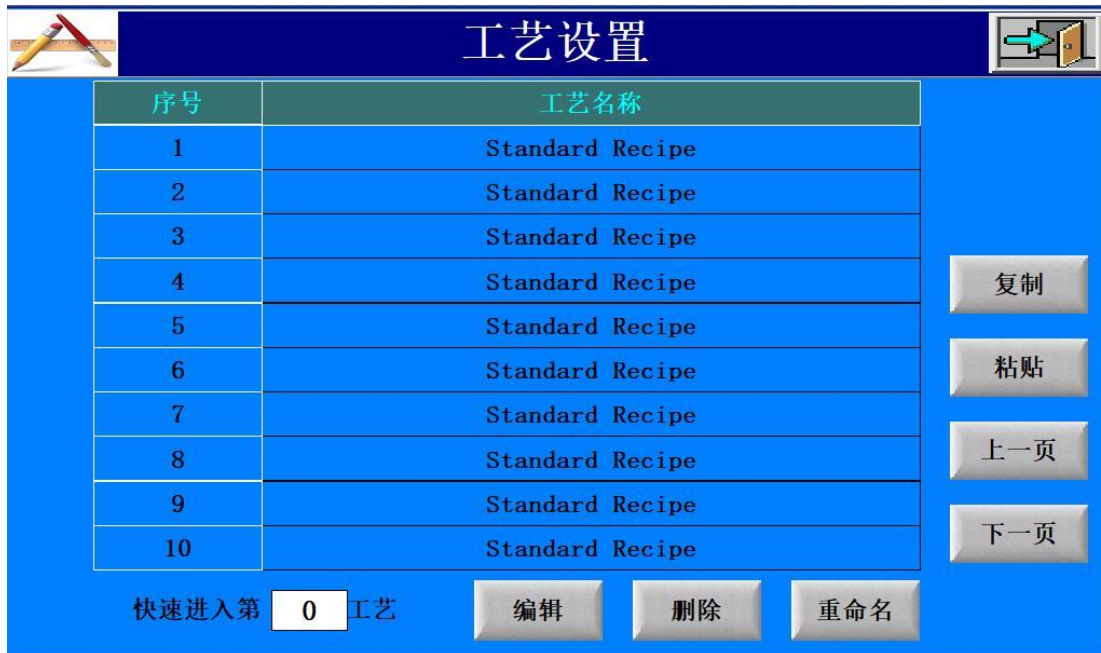 工艺设置
序号 工艺名称
1 Standard Recipe
2 Standard Recipe
3 Standard Recipe
4 Standard Recipe
5 Standard Recipe
6 Standard Recipe
7 Standard Recipe
8 Standard Recipe
9 Standard Recipe
10 Standard Recipe
复制
粘贴
上一页
下一页
快速进入第 0 工艺 编辑 删除 重命名